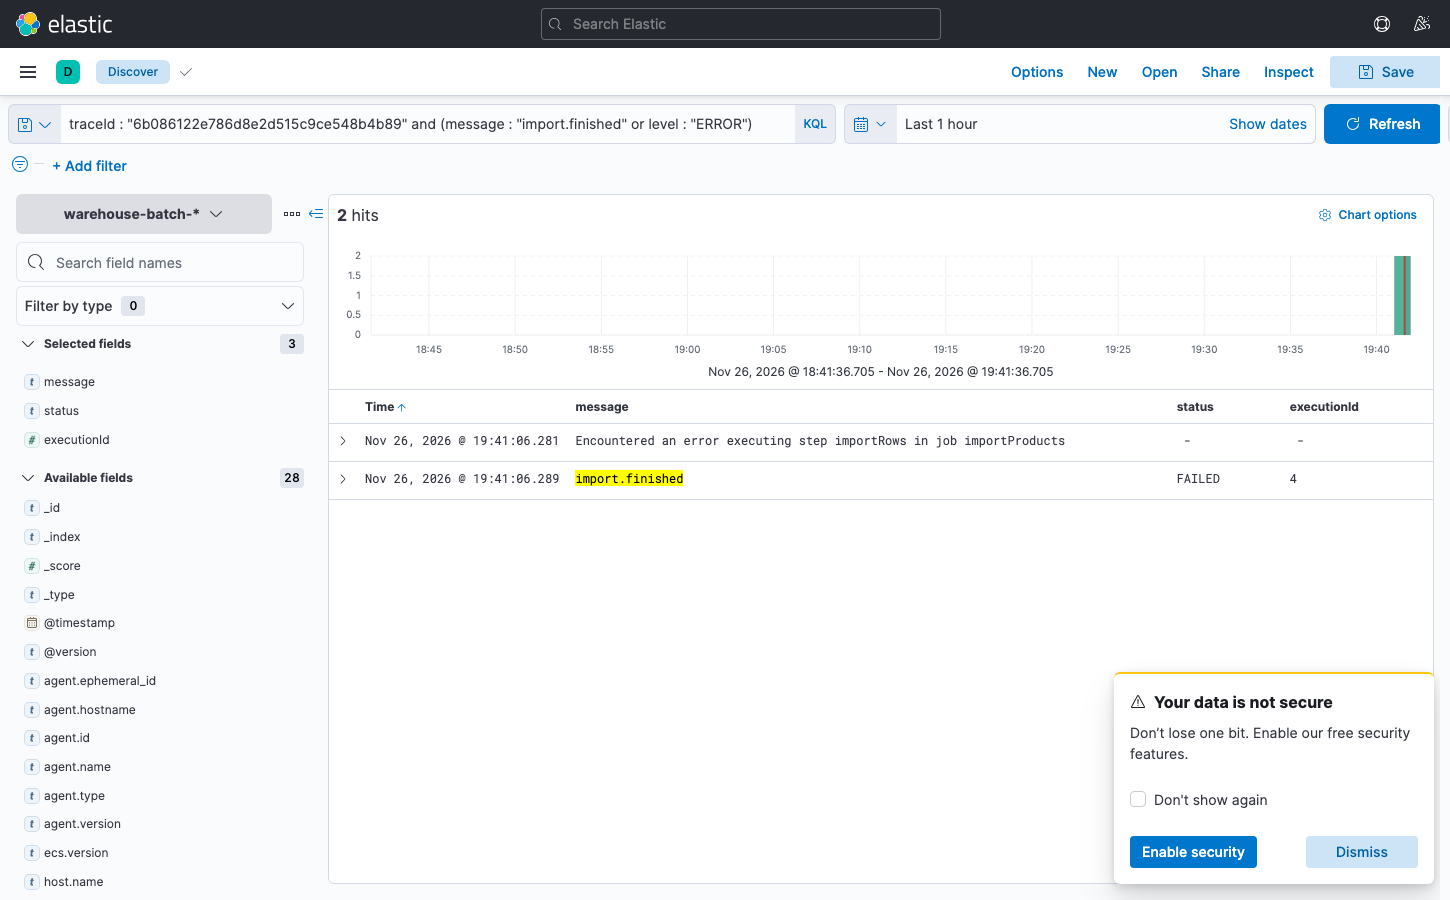 elastic
Search Elastic
D
Discover
Options
New
Open
Share
Inspect
Save
traceId : "6b086122e786d8e2d515c9ce548b4b89" and (message : "import.finished" or level : "ERROR")
KQL
Last 1 hour
Show dates
Refresh
+ Add filter
warehouse-batch-*
Search field names
Filter by type 0
Selected fields 3
t message
t status
# executionId
Available fields 28
t _id
t _index
# _score
t _type
@timestamp
t @version
t agent.ephemeral_id
t agent.hostname
t agent.id
t agent.name
t agent.type
t agent.version
t ecs.version
t host.name
2 hits
Chart options
2
1.5
1
0.5
0
18:45 18:50 18:55 19:00 19:05 19:10 19:15 19:20 19:25 19:30 19:35 19:40
Nov 26, 2026 @ 18:41:36.705 - Nov 26, 2026 @ 19:41:36.705
Time message status executionId
Nov 26, 2026 @ 19:41:06.281 Encountered an error executing step importRows in job importProducts - -
Nov 26, 2026 @ 19:41:06.289 import.finished FAILED 4
Your data is not secure
Don't lose one bit. Enable our free security
features.
Don't show again
Enable security
Dismiss